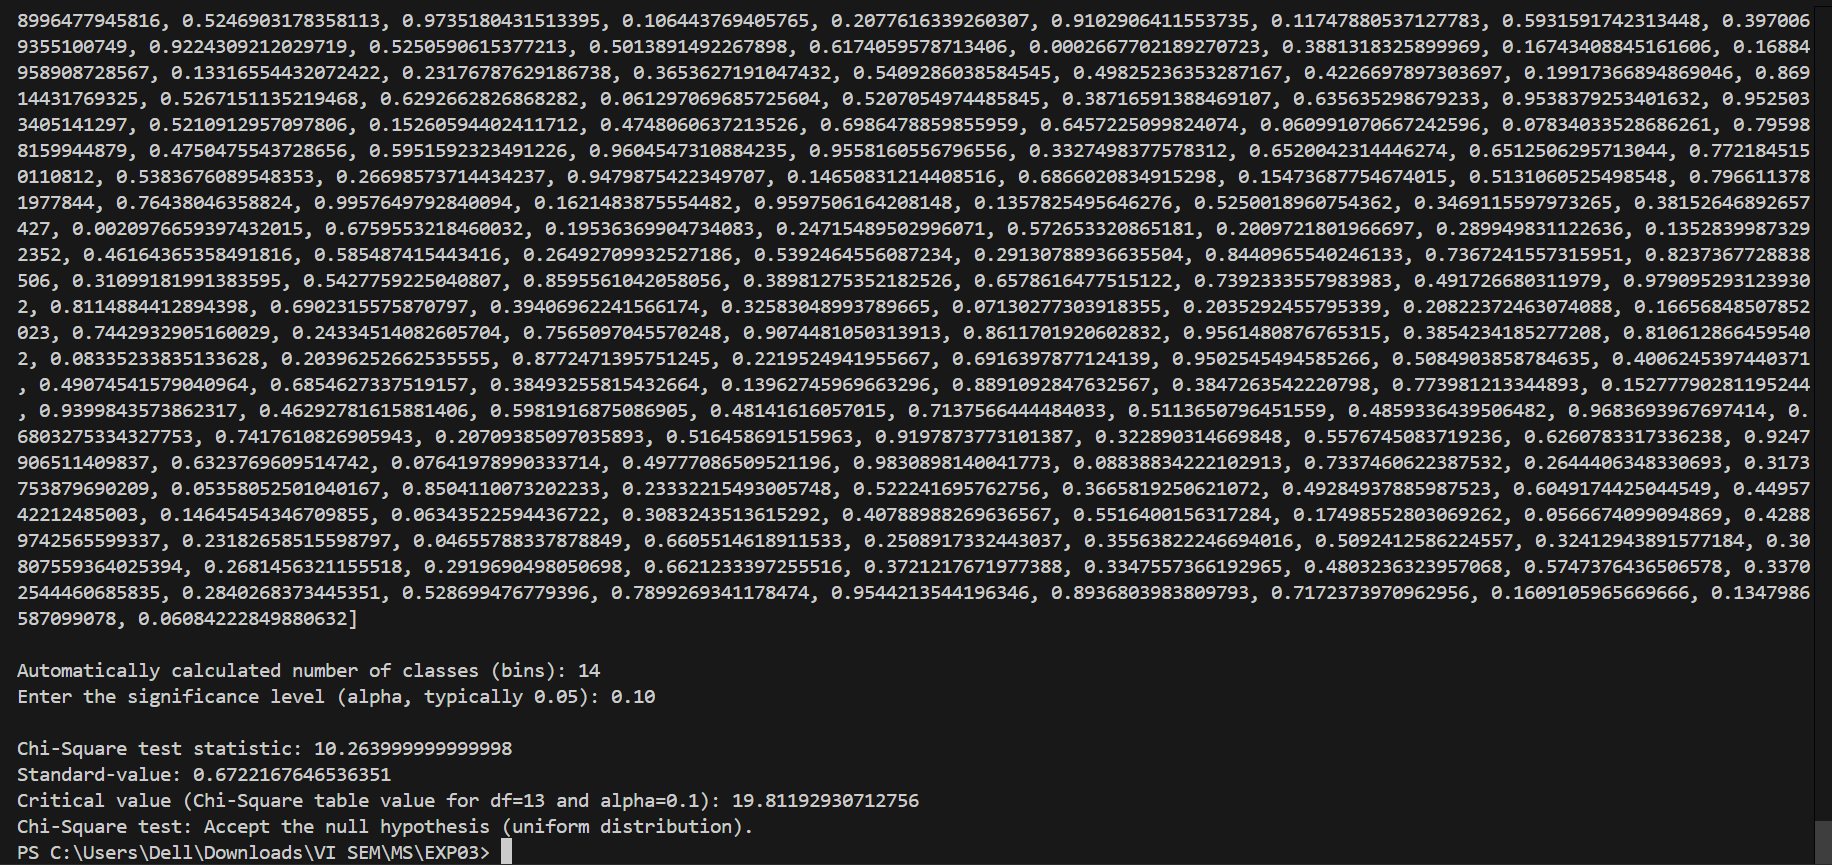 8996477945816, 0.5246903178358113, 0.9735180431513395, 0.106443769405765, 0.2077616339260307, 0.9102906411553735, 0.11747880537127783, 0.5931591742313448, 0.397006
9355100749, 0.9224309212029719, 0.5250590615377213, 0.5013891492267898, 0.6174059578713406, 0.0002667702189270723, 0.3881318325899969, 0.16743408845161606, 0.16884
958908728567, 0.13316554432072422, 0.23176787629186738, 0.3653627191047432, 0.5409286038584545, 0.49825236353287167, 0.4226697897303697, 0.19917366894869046, 0.869
14431769325, 0.5267151135219468, 0.6292662826868282, 0.061297069685725604, 0.5207054974485845, 0.38716591388469107, 0.635635298679233, 0.9538379253401632, 0.952503
3405141297, 0.5210912957097806, 0.15260594402411712, 0.4748060637213526, 0.6986478859855959, 0.6457225099824074, 0.060991070667242596, 0.07834033528686261, 0.79598
8159944879, 0.4750475543728656, 0.5951592323491226, 0.9604547310884235, 0.9558160556796556, 0.3327498377578312, 0.6520042314446274, 0.6512506295713044, 0.772184515
0110812, 0.5383676089548353, 0.26698573714434237, 0.9479875422349707, 0.14650831214408516, 0.6866020834915298, 0.15473687754674015, 0.5131060525498548, 0.796611378
1977844, 0.76438046358824, 0.9957649792840094, 0.1621483875554482, 0.9597506164208148, 0.1357825495646276, 0.5250018960754362, 0.3469115597973265, 0.38152646892657
427, 0.0020976659397432015, 0.6759553218460032, 0.19536369904734083, 0.24715489502996071, 0.572653320865181, 0.2009721801966697, 0.289949831122636, 0.1352839987329
2352, 0.46164365358491816, 0.585487415443416, 0.26492709932527186, 0.5392464556087234, 0.29130788936635504, 0.8440965540246133, 0.7367241557315951, 0.8237367728838
506, 0.31099181991383595, 0.5427759225040807, 0.8595561042058056, 0.38981275352182526, 0.6578616477515122, 0.7392333557983983, 0.491726680311979, 0.979095293123930
2, 0.8114884412894398, 0.6902315575870797, 0.39406962241566174, 0.32583048993789665, 0.07130277303918355, 0.2035292455795339, 0.20822372463074088, 0.16656848507852
023, 0.7442932905160029, 0.24334514082605704, 0.7565097045570248, 0.9074481050313913, 0.8611701920602832, 0.9561480876765315, 0.3854234185277208, 0.810612866459540
2, 0.08335233835133628, 0.20396252662535555, 0.8772471395751245, 0.2219524941955667, 0.6916397877124139, 0.9502545494585266, 0.5084903858784635, 0.4006245397440371
, 0.49074541579040964, 0.6854627337519157, 0.38493255815432664, 0.13962745969663296, 0.8891092847632567, 0.3847263542220798, 0.773981213344893, 0.15277790281195244
, 0.9399843573862317, 0.46292781615881406, 0.5981916875086905, 0.48141616057015, 0.7137566444484033, 0.5113650796451559, 0.4859336439506482, 0.9683693967697414, 0.
6803275334327753, 0.7417610826905943, 0.20709385097035893, 0.516458691515963, 0.9197873773101387, 0.322890314669848, 0.5576745083719236, 0.6260783317336238, 0.9247
906511409837, 0.6323769609514742, 0.07641978990333714, 0.49777086509521196, 0.9830898140041773, 0.08838834222102913, 0.7337460622387532, 0.2644406348330693, 0.3173
753879690209, 0.05358052501040167, 0.8504110073202233, 0.23332215493005748, 0.522241695762756, 0.3665819250621072, 0.49284937885987523, 0.6049174425044549, 0.44957
42212485003, 0.14645454346709855, 0.06343522594436722, 0.3083243513615292, 0.40788988269636567, 0.5516400156317284, 0.17498552803069262, 0.0566674099094869, 0.4288
9742565599337, 0.23182658515598797, 0.04655788337878849, 0.6605514618911533, 0.2508917332443037, 0.35563822246694016, 0.5092412586224557, 0.32412943891577184, 0.30
807559364025394, 0.2681456321155518, 0.2919690498050698, 0.6621233397255516, 0.3721217671977388, 0.3347557366192965, 0.4803236323957068, 0.5747376436506578, 0.3370
2544460685835, 0.2840268373445351, 0.528699476779396, 0.7899269341178474, 0.9544213544196346, 0.8936803983809793, 0.7172373970962956, 0.1609105965669666, 0.1347986
587099078, 0.06084222849880632]
Automatically calculated number of classes (bins): 14
Enter the significance level (alpha, typically 0.05): 0.10
Chi-Square test statistic: 10.263999999999998
Standard-value: 0.6722167646536351
Critical value (Chi-Square table value for df=13 and alpha=0.1): 19.81192930712756
Chi-Square test: Accept the null hypothesis (uniform distribution).
PS C:\Users\Dell\Downloads\VI SEM\MS\EXP03>